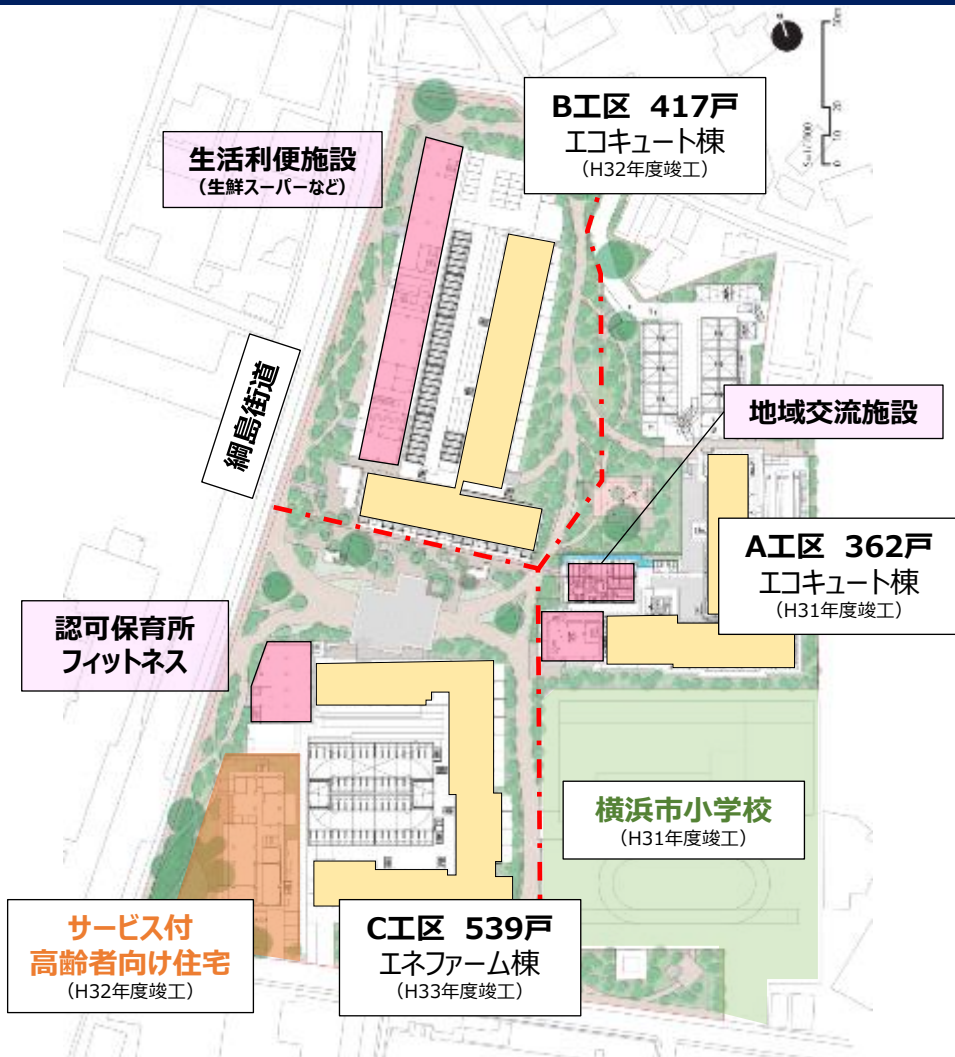 B工区 417戸
エコキュート棟
(H32年度竣工)
生活利便施設
(生鮮スーパーなど)
綱島街道
地域交流施設
A工区 362戸
エコキュート棟
(H31年度竣工)
認可保育所
フィットネス
横浜市小学校
(H31年度竣工)
サービス付
高齢者向け住宅
(H32年度竣工)
C工区 539戸
エネファーム棟
(H33年度竣工)